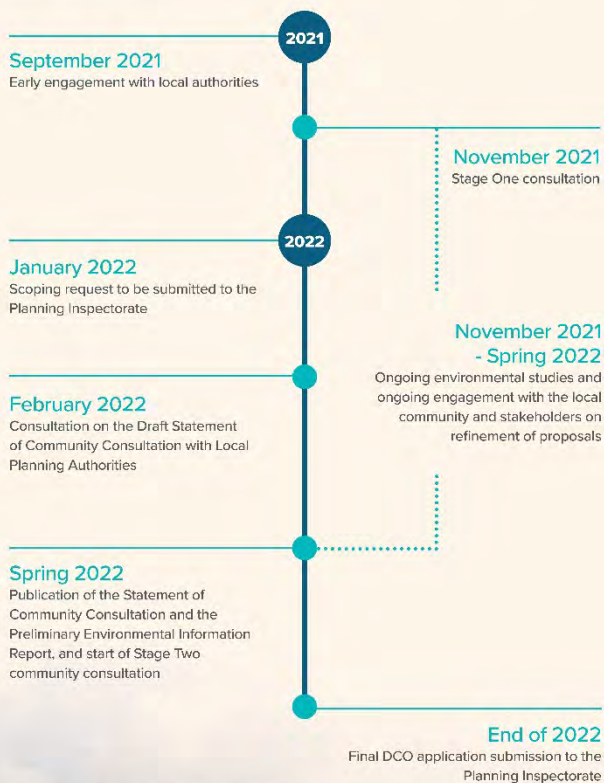 2021
September 2021
Early engagement with local authorities
November 2021
Stage One consultation
2022
January 2022
Scoping request to be submitted to the
Planning Inspectorate
November 2021
- Spring 2022
Ongoing environmental studies and
ongoing engagement with the local
community and stakeholders on
refinement of proposals
February 2022
Consultation on the Draft Statement
of Community Consultation with Local
Planning Authorities
Spring 2022
Publication of the Statement of
Community Consultation and the
Preliminary Environmental Information
Report, and start of Stage Two
community consultation
End of 2022
Final DCO application submission to the
Planning Inspectorate